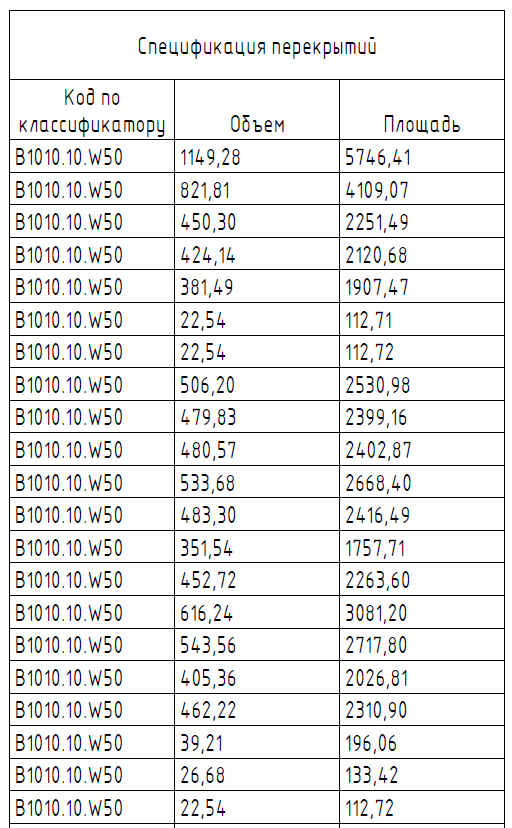 Спецификация перекрытий
Код по
классификатору Объем Площадь
B1010.10.W50 1149,28 5746,41
B1010.10.W50 821,81 4109,07
B1010.10.W50 450,30 2251,49
B1010.10.W50 424,14 2120,68
B1010.10.W50 381,49 1907,47
B1010.10.W50 22,54 112,71
B1010.10.W50 22,54 112,72
B1010.10.W50 506,20 2530,98
B1010.10.W50 479,83 2399,16
B1010.10.W50 480,57 2402,87
B1010.10.W50 533,68 2668,40
B1010.10.W50 483,30 2416,49
B1010.10.W50 351,54 1757,71
B1010.10.W50 452,72 2263,60
B1010.10.W50 616,24 3081,20
B1010.10.W50 543,56 2717,80
B1010.10.W50 405,36 2026,81
B1010.10.W50 462,22 2310,90
B1010.10.W50 39,21 196,06
B1010.10.W50 26,68 133,42
B1010.10.W50 22,54 112,72